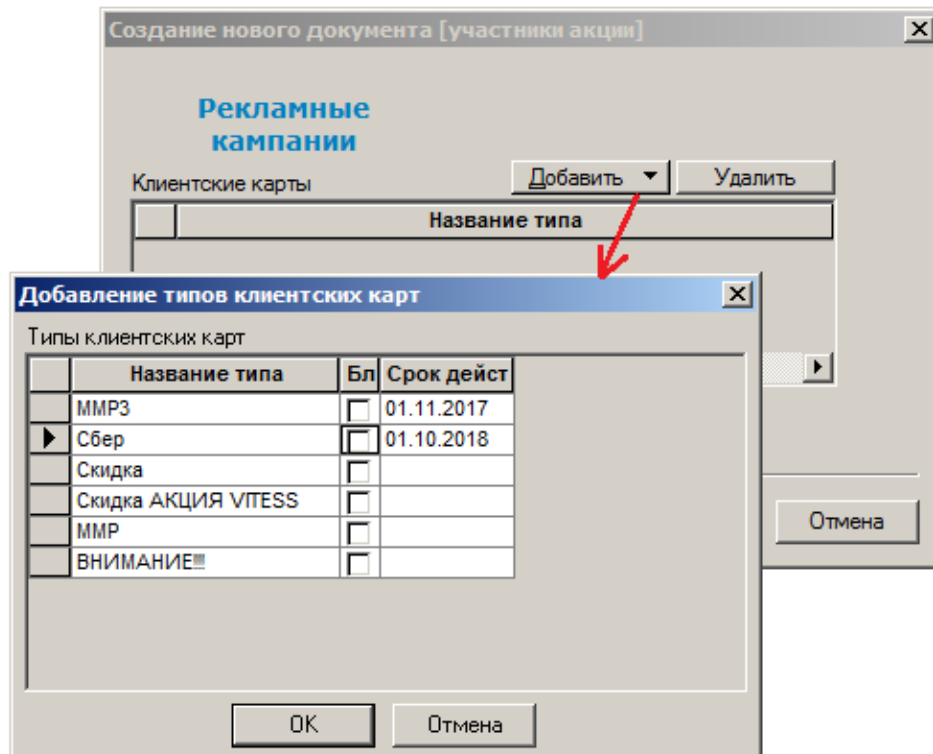 Создание нового документа [участники акции]
Рекламные
кампании
Клиентские карты
Добавить
Удалить
Название типа
Добавление типов клиентских карт
Типы клиентских карт
Название типа Бл Срок дейст
ММР3 01.11.2017
Сбер 01.10.2018
Скидка
Скидка АКЦИЯ VITESS
ММР
ВНИМАНИЕ!!!
Отмена
OK
Отмена